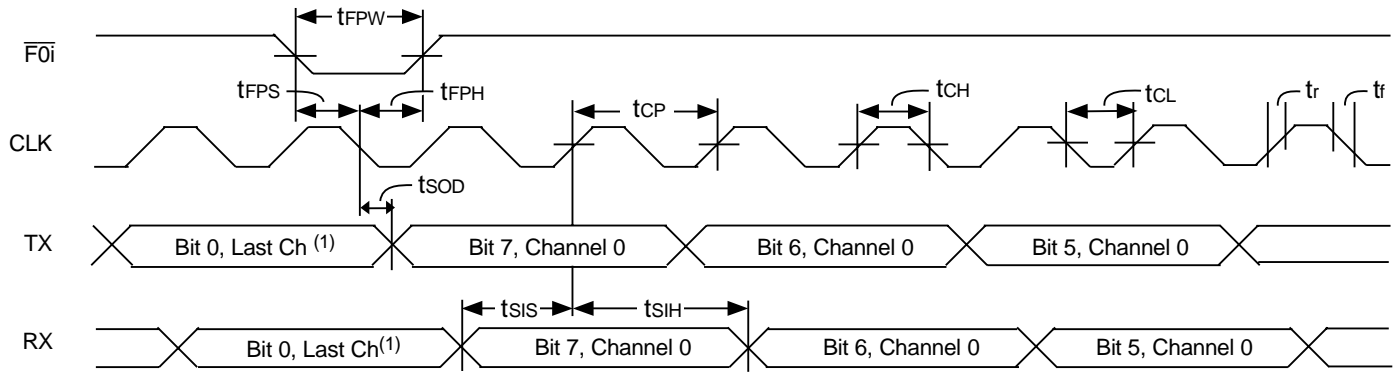 tFPW
F0i
tFPS
tFPH
tCP
tCH
tCL
tr
tf
CLK
tSOD
TX
Bit 0, Last Ch (1)
Bit 7, Channel 0
Bit 6, Channel 0
Bit 5, Channel 0
tSIS
tSIH
RX
Bit 0, Last Ch(1)
Bit 7, Channel 0
Bit 6, Channel 0
Bit 5, Channel 0